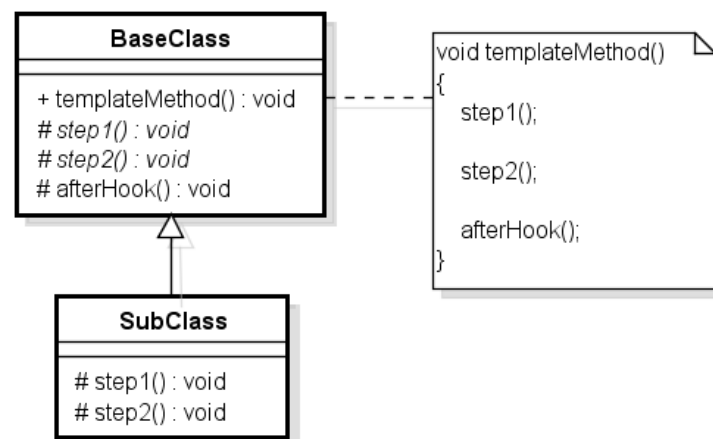 BaseClass
+ templateMethod() : void
# step1() : void
# step2() : void
# afterHook() : void
void templateMethod()
{
step1();
step2();
afterHook();
}
SubClass
# step1() : void
# step2() : void